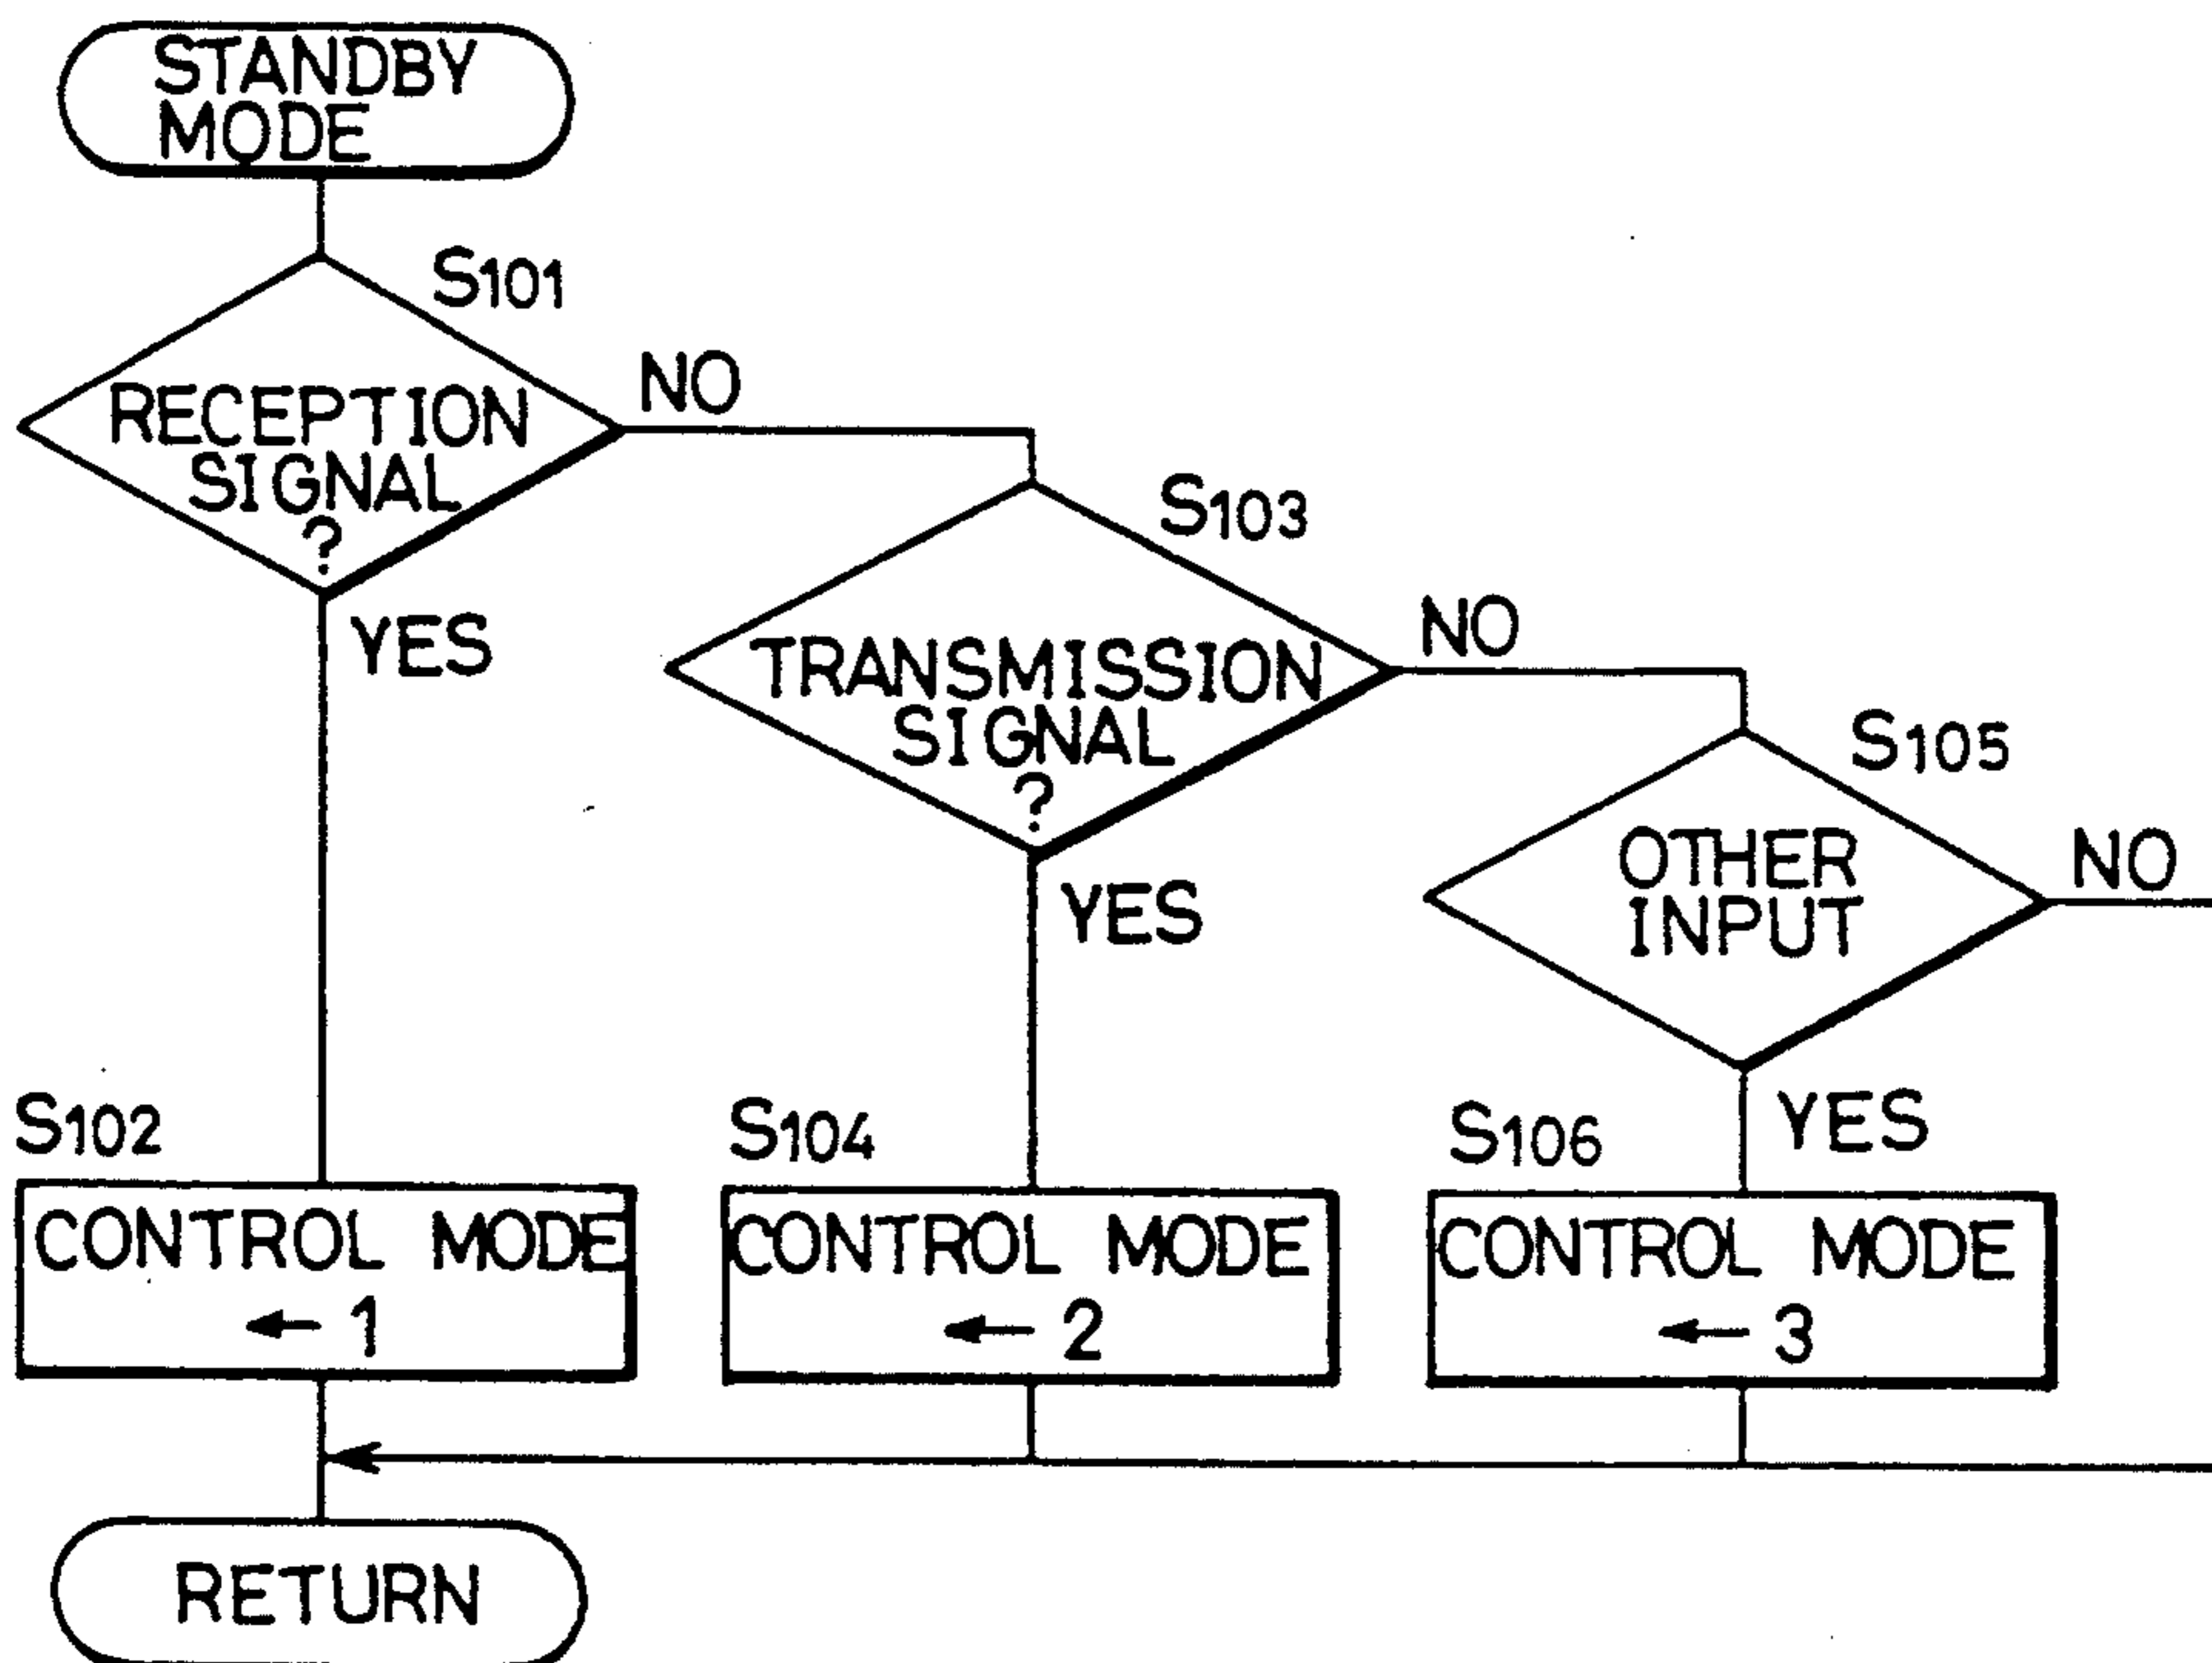 STANDBY
MODE
S101
RECEPTION
SIGNAL
?
NO
YES
S103
TRANSMISSION
SIGNAL
?
NO
YES
S105
OTHER
INPUT
NO
YES
S102
CONTROL MODE
← 1
S104
CONTROL MODE
← 2
S106
CONTROL MODE
← 3
RETURN